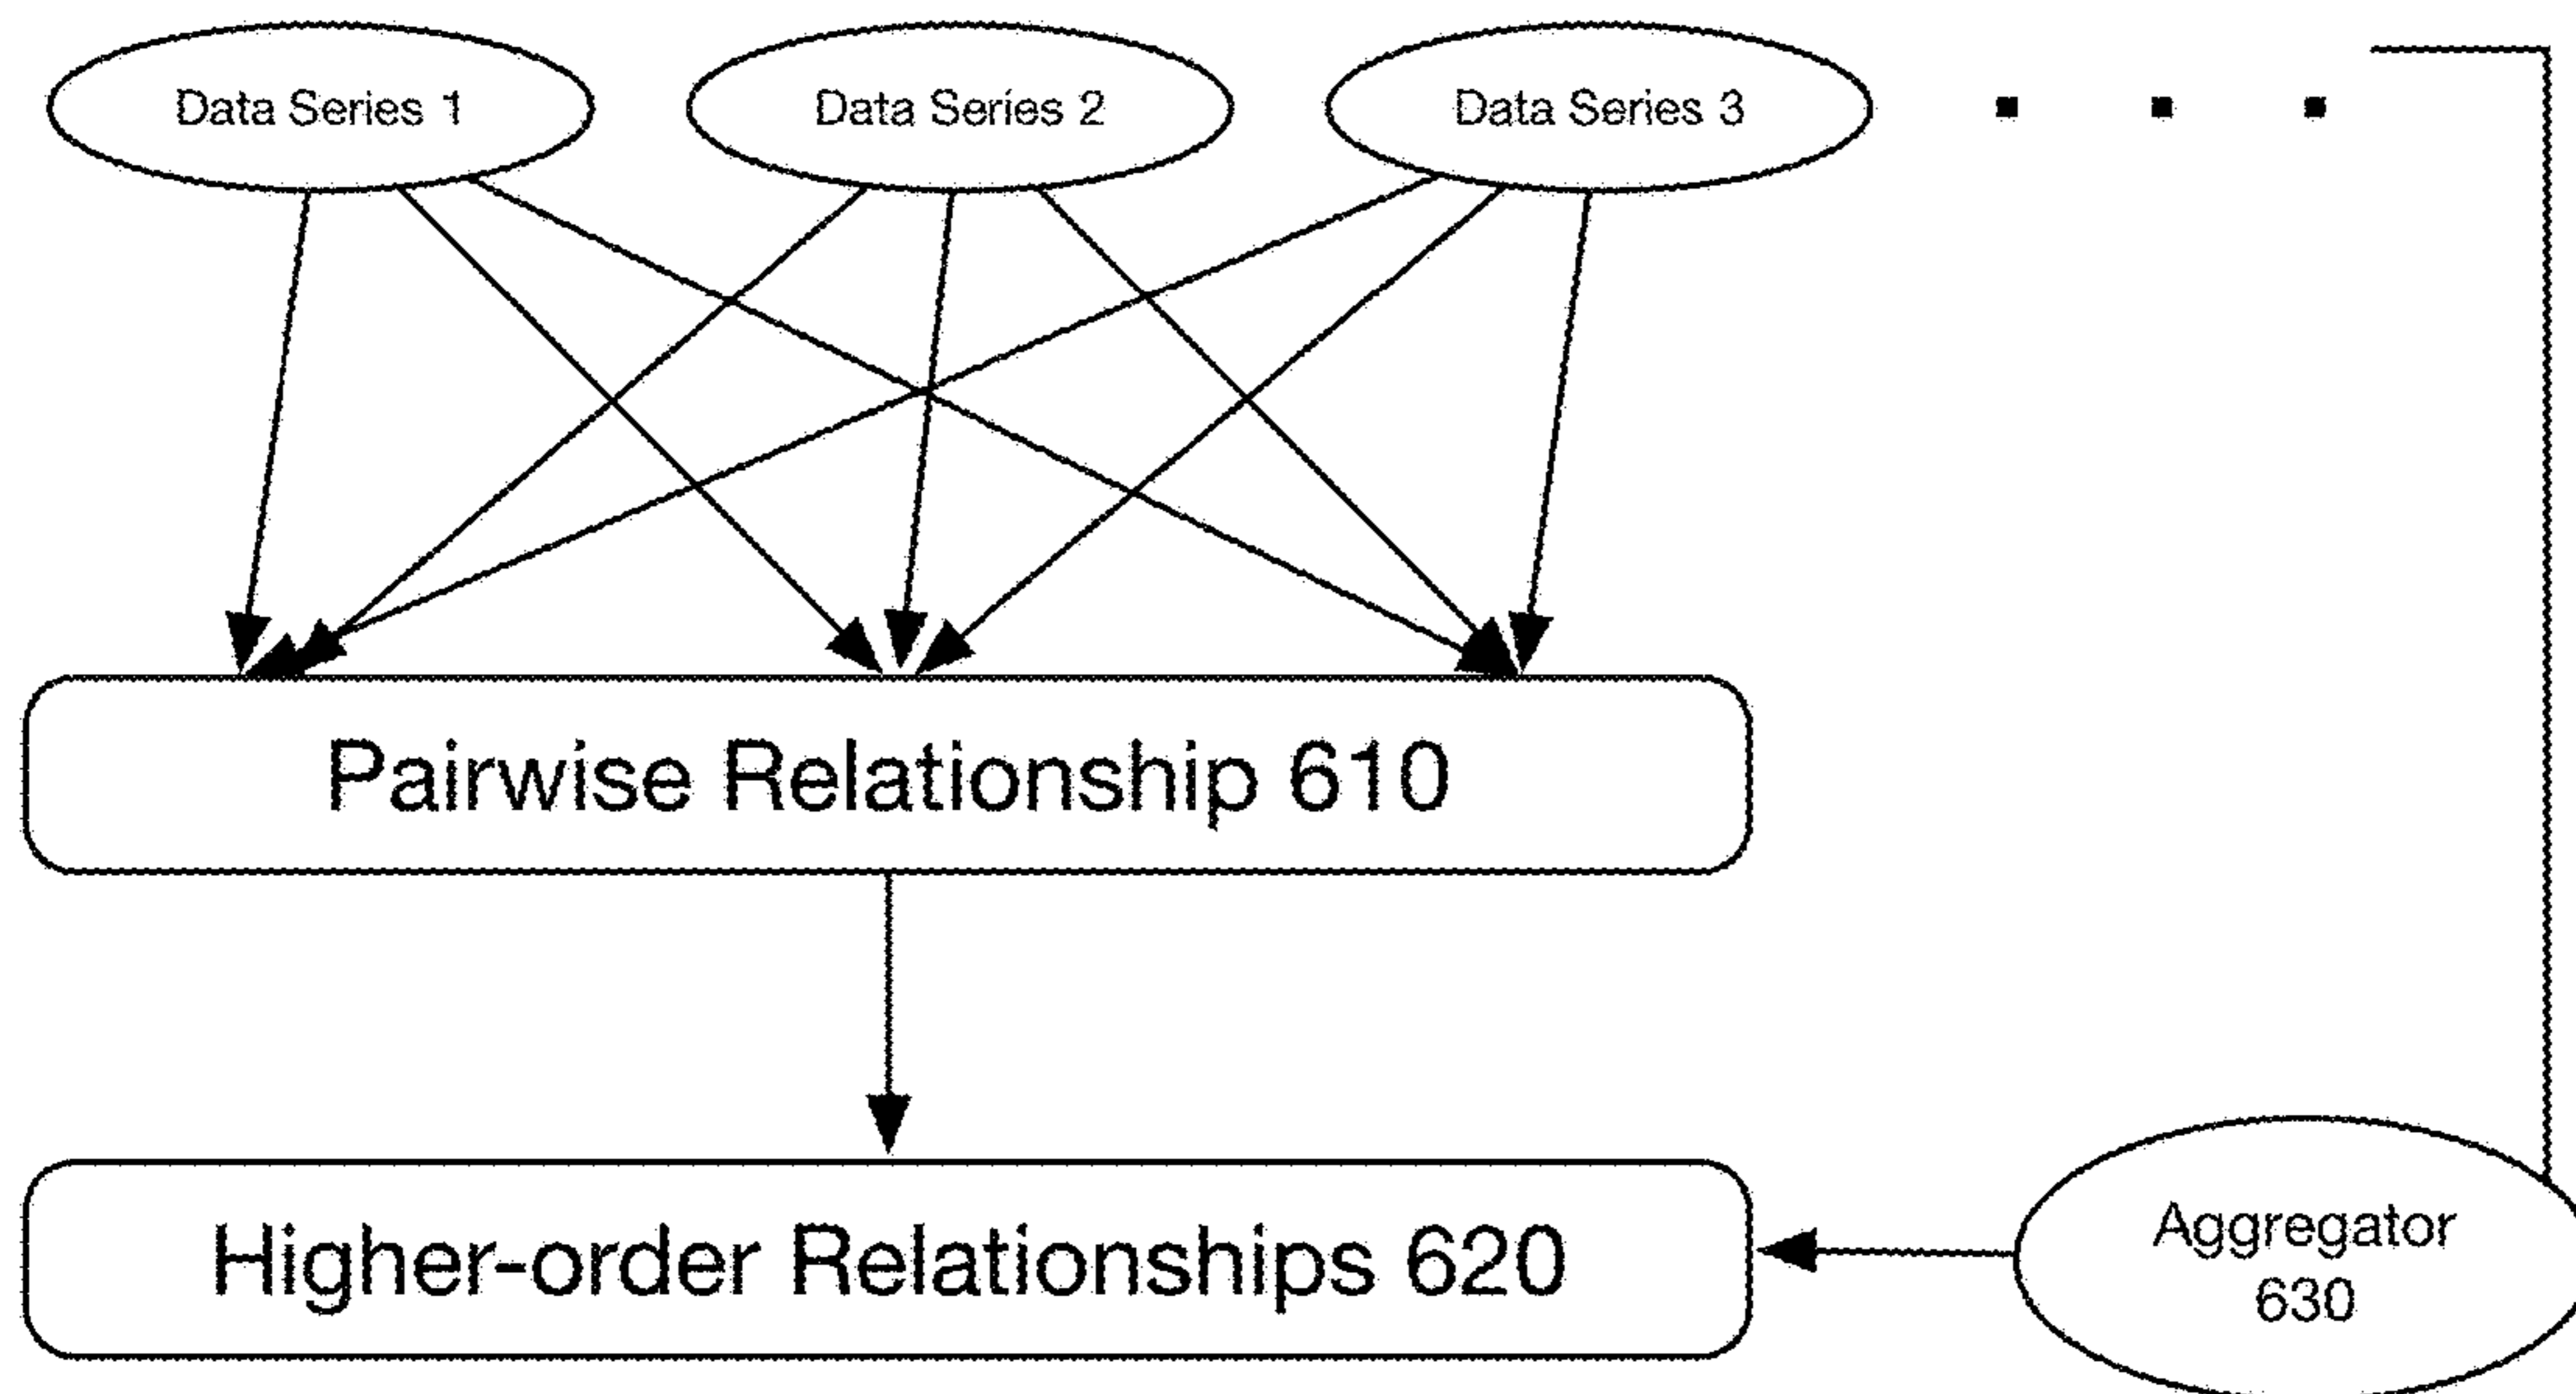 Data Series 1
Data Series 2
Data Series 3
Pairwise Relationship 610
Higher-order Relationships 620
Aggregator
630